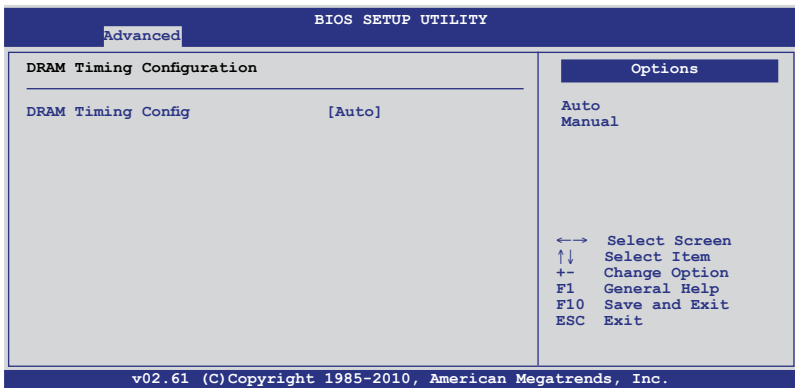 BIOS SETUP UTILITY
Advanced
DRAM Timing Configuration
DRAM Timing Config [Auto]
Options
Auto
Manual
←→ Select Screen
↑↓ Select Item
+- Change Option
F1 General Help
F10 Save and Exit
ESC Exit
v02.61 (C)Copyright 1985-2010, American Megatrends, Inc.